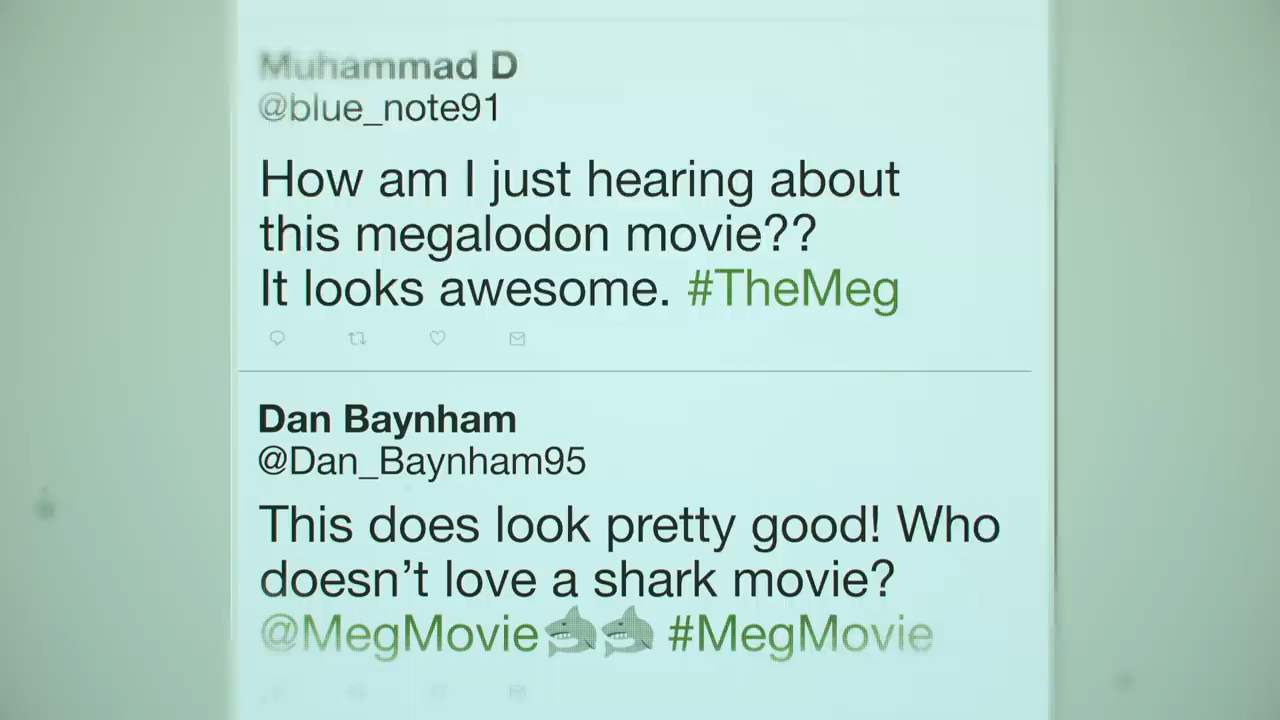 Muhammad D
@blue_note91
How am I just hearing about
this megalodon movie??
It looks awesome. #TheMeg
Dan Baynham
@Dan_Baynham95
This does look pretty good! Who
doesn’t love a shark movie?
@MegMovie🦈🦈 #MegMovie